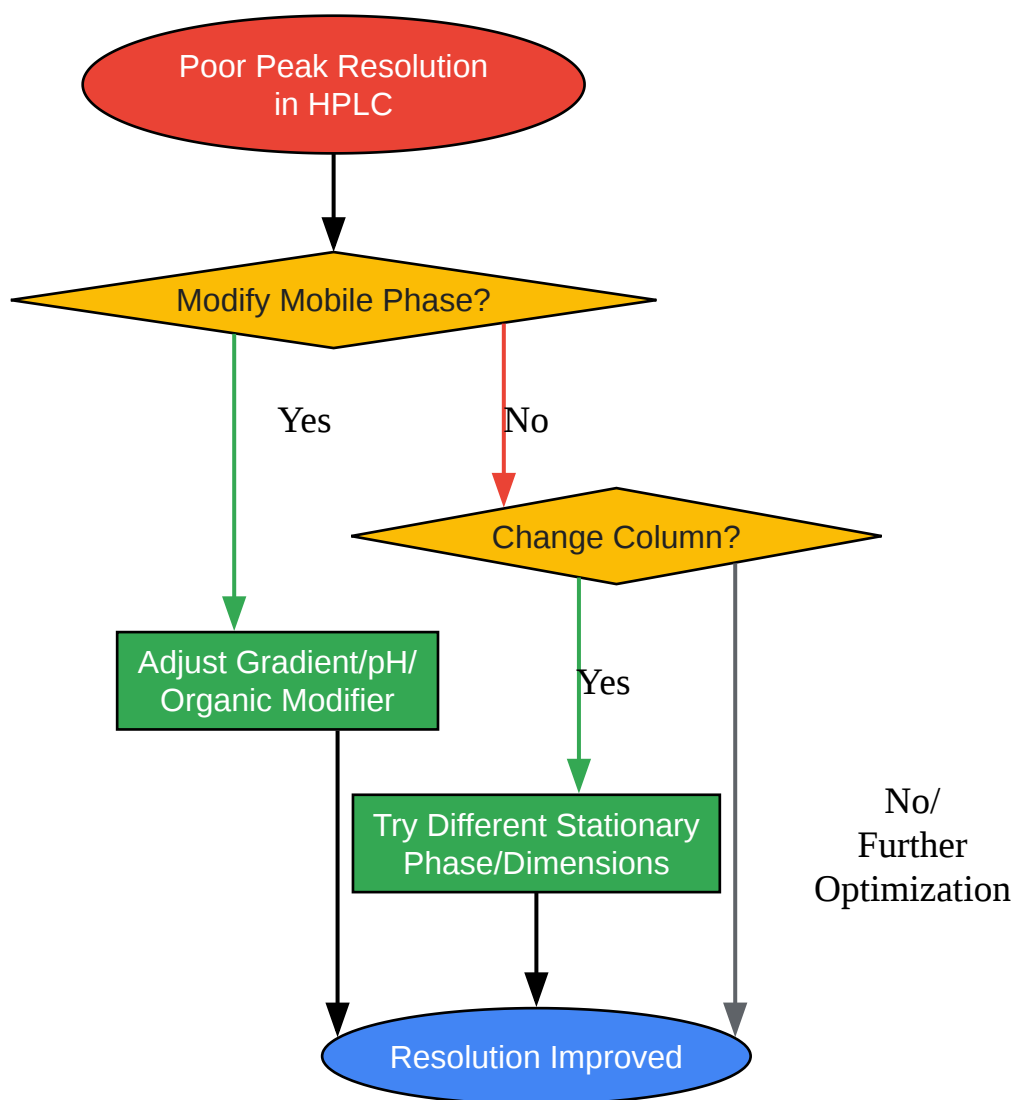 Poor Peak Resolution
in HPLC
Modify Mobile Phase?
Yes
No
Change Column?
Adjust Gradient/pH/
Organic Modifier
Yes
Try Different Stationary
Phase/Dimensions
No/
Further
Optimization
Resolution Improved